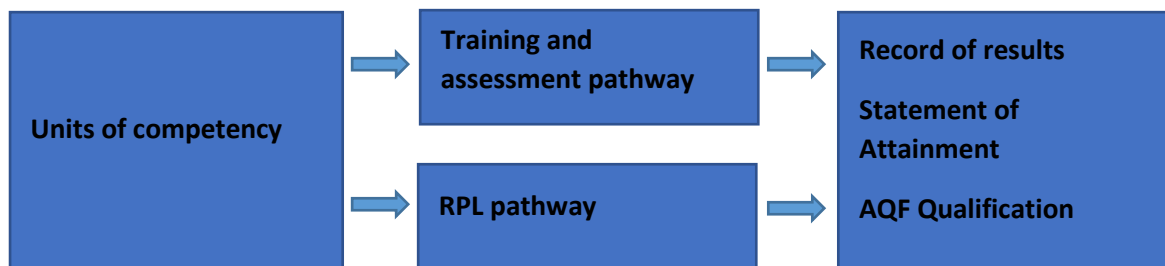 Units of competency
Training and
assessment pathway
RPL pathway
Record of results
Statement of
Attainment
AQF Qualification